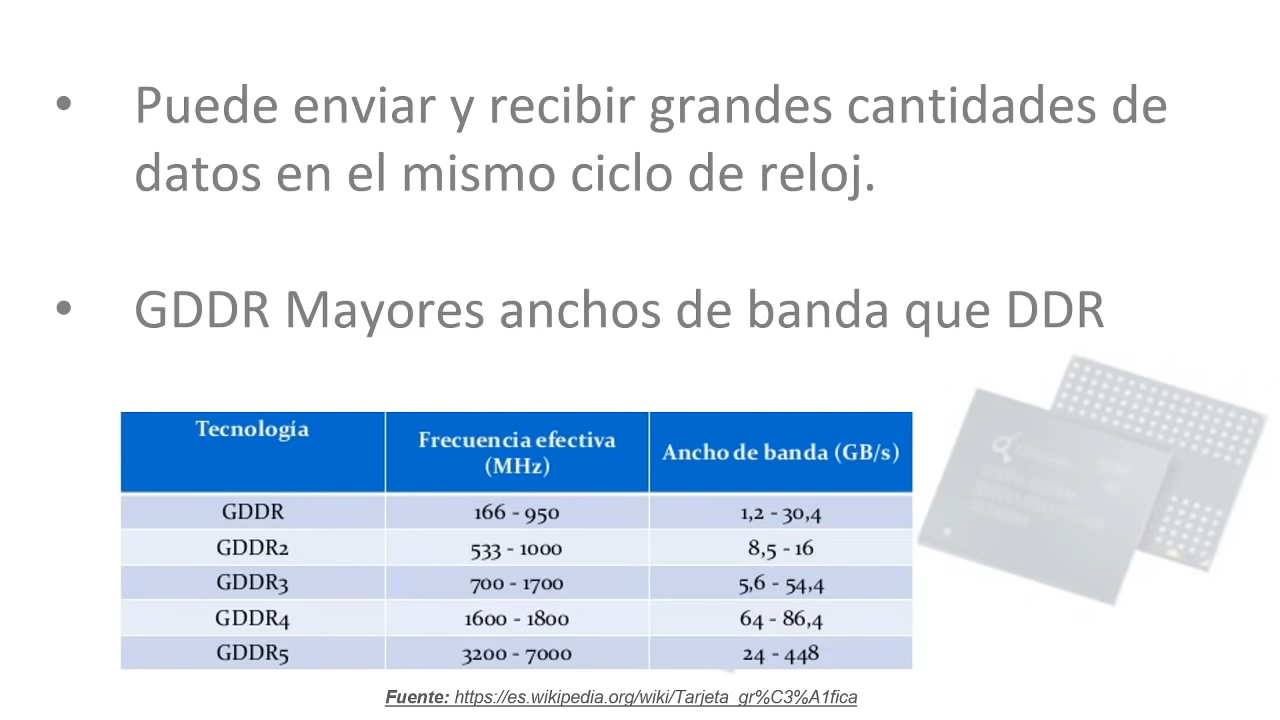 • Puede enviar y recibir grandes cantidades de
datos en el mismo ciclo de reloj.
• GDDR Mayores anchos de banda que DDR
Tecnología Frecuencia efectiva (MHz) Ancho de banda (GB/s)
GDDR 166 - 950 1,2 - 30,4
GDDR2 533 - 1000 8,5 - 16
GDDR3 700 - 1700 5,6 - 54,4
GDDR4 1600 - 1800 64 - 86,4
GDDR5 3200 - 7000 24 - 448
Fuente: https://es.wikipedia.org/wiki/Tarjeta_gr%C3%A1fica